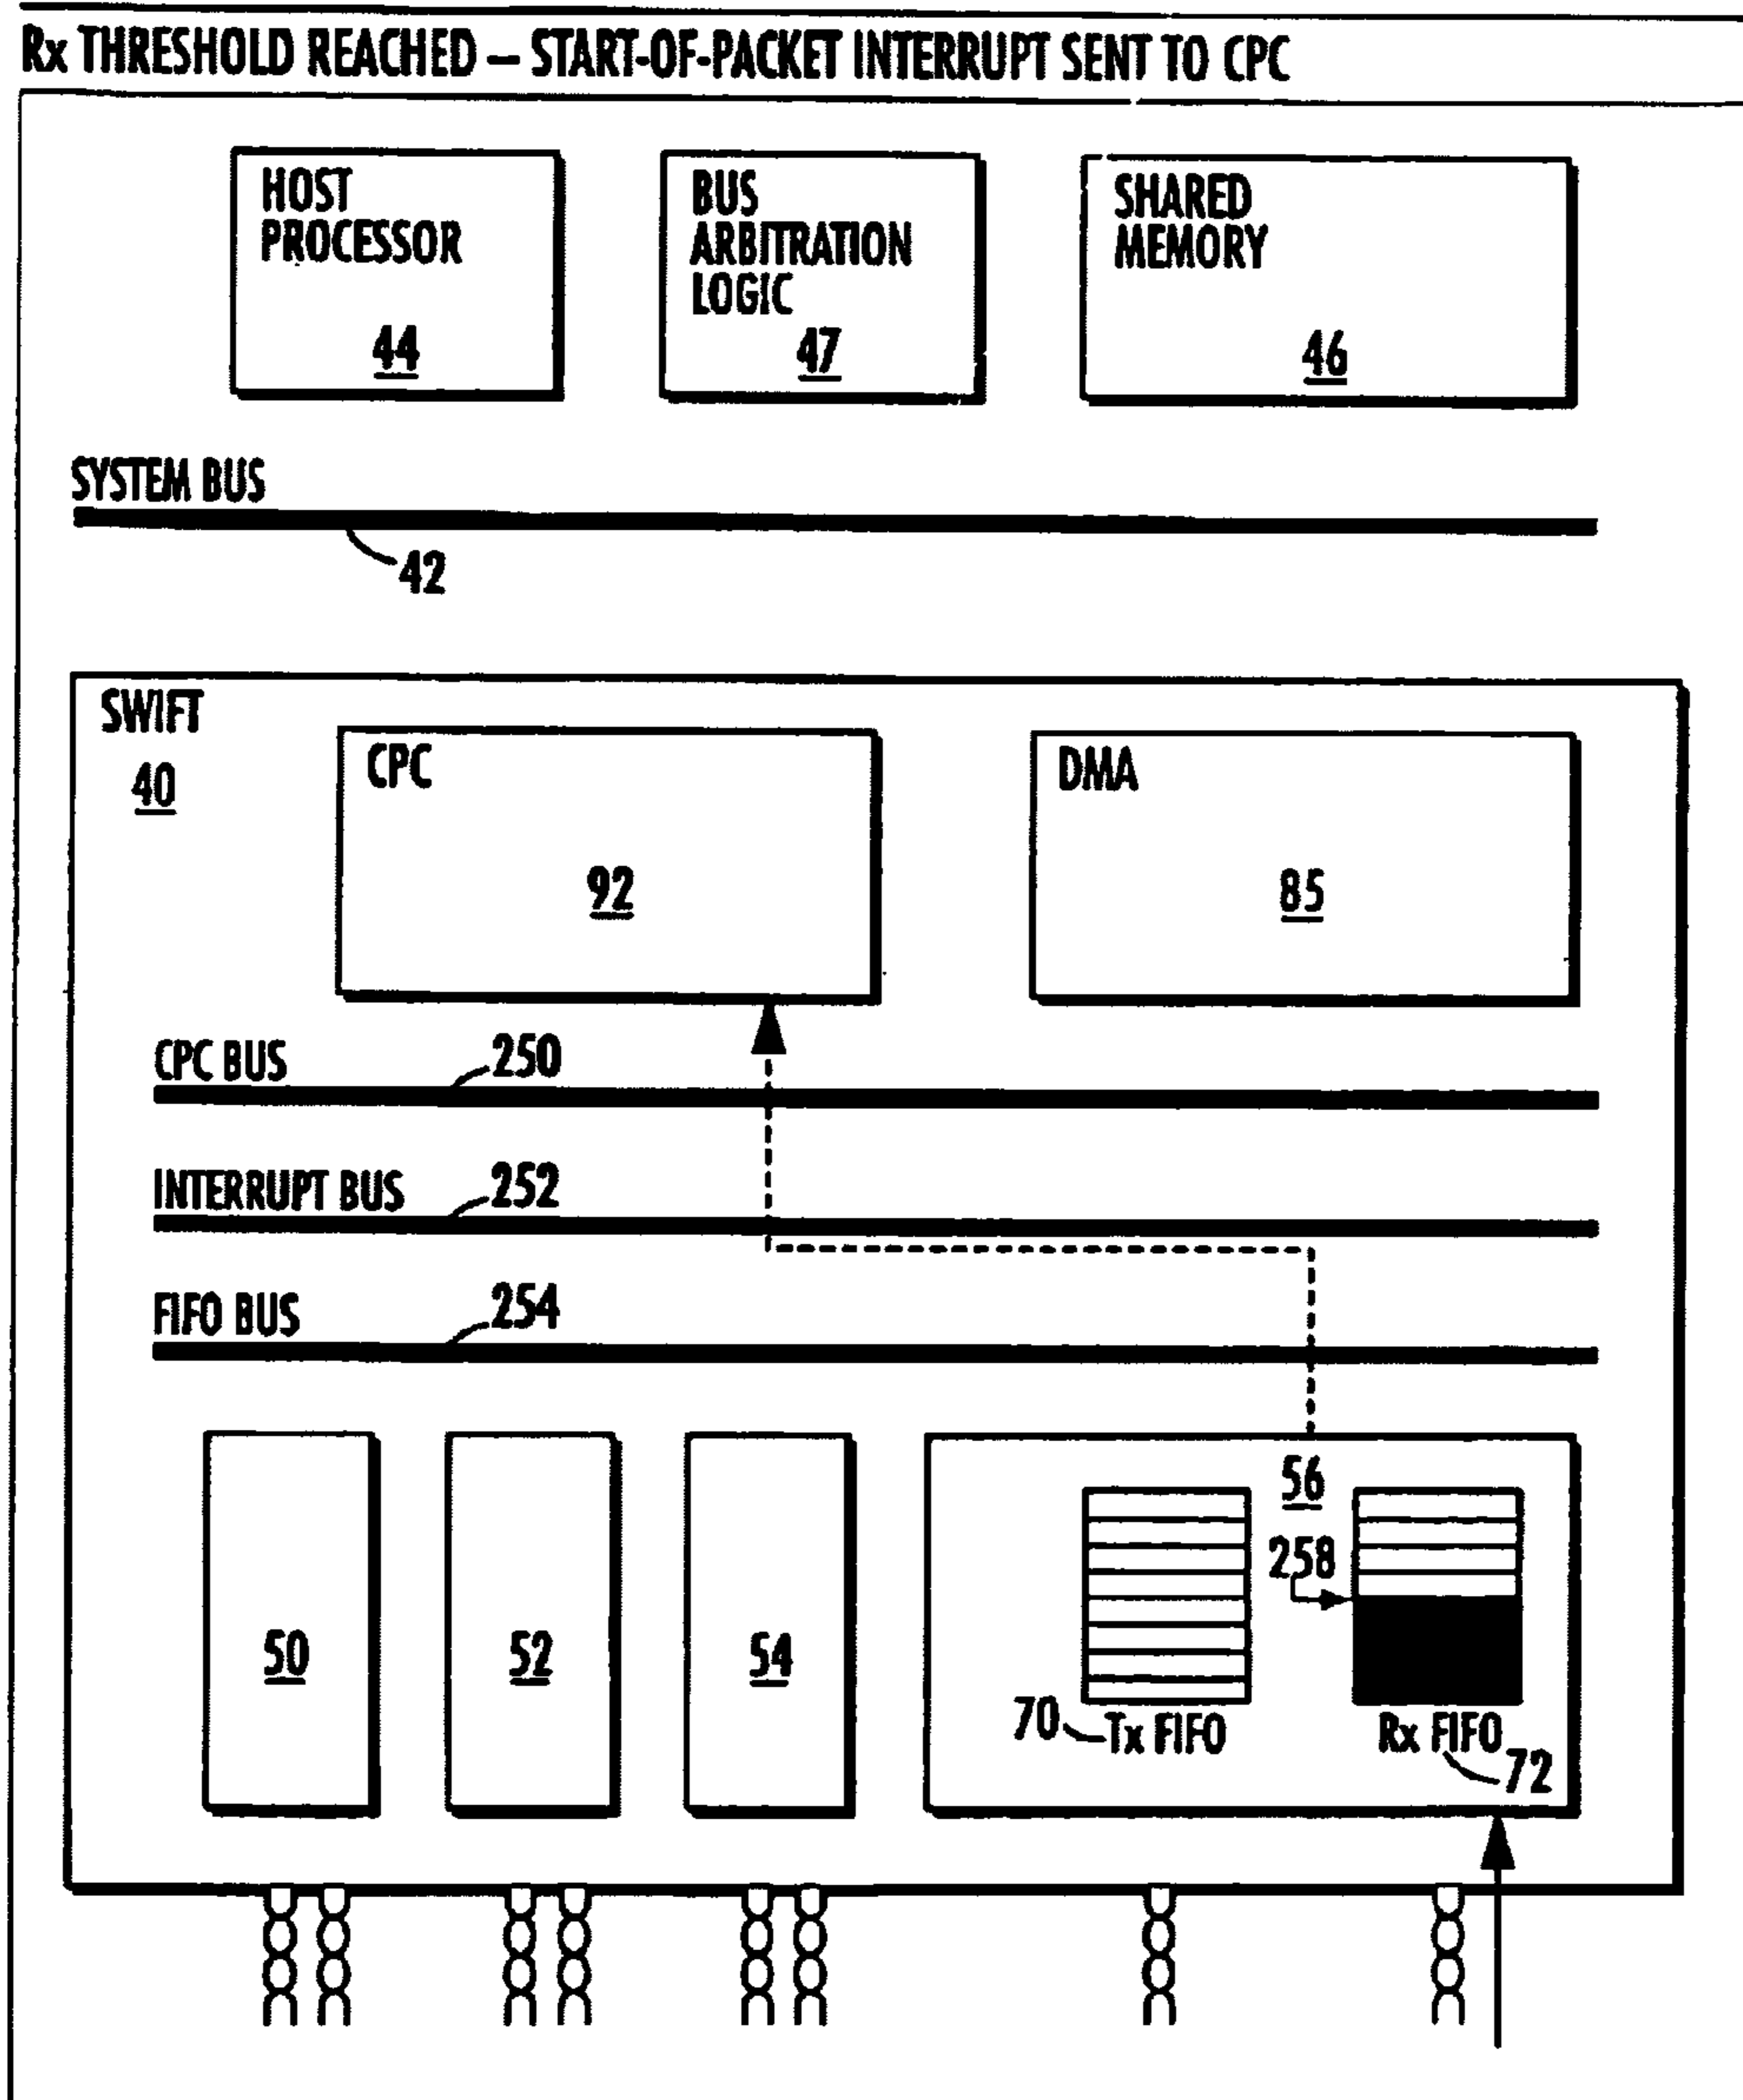 Rx THRESHOLD REACHED – START-OF-PACKET INTERRUPT SENT TO CPC
HOST
PROCESSOR
44
BUS
ARBITRATION
LOGIC
47
SHARED
MEMORY
46
SYSTEM BUS
42
SWIFT
40
CPC
92
DMA
85
CPC BUS
250
INTERRUPT BUS
252
FIFO BUS
254
50
52
54
56
258
70
Tx FIFO
Rx FIFO
72